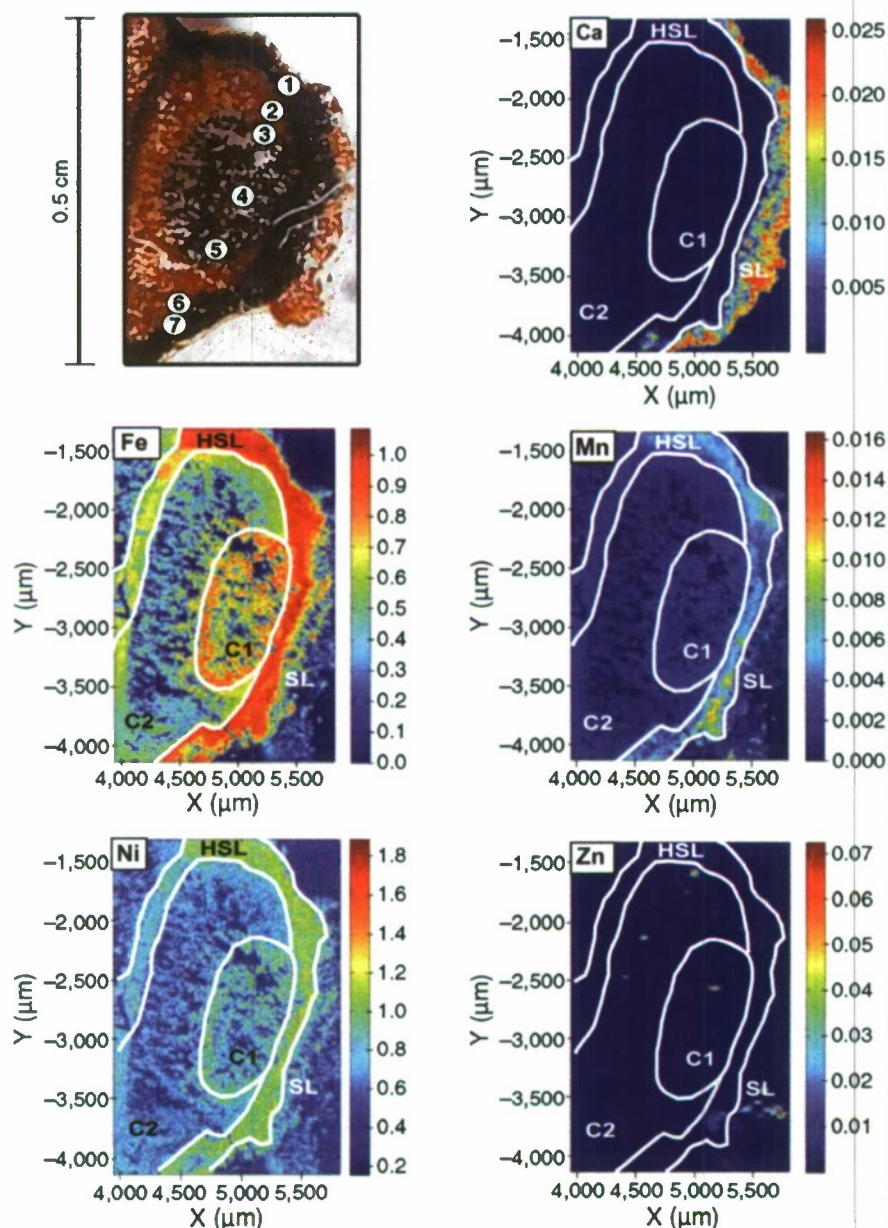 0.5 cm
1
2
3
4
5
6
7
Ca
HSL
C1
C2
SL
−1,500
−2,000
−2,500
−3,000
−3,500
−4,000
Y (µm)
4,000 4,500 5,000 5,500
X (µm)
0.025
0.020
0.015
0.010
0.005
Fe
HSL
C1
SL
C2
−1,500
−2,000
−2,500
−3,000
−3,500
−4,000
Y (µm)
4,000 4,500 5,000 5,500
X (µm)
1.0
0.9
0.8
0.7
0.6
0.5
0.4
0.3
0.2
0.1
0.0
Mn
HSL
C1
SL
C2
−1,500
−2,000
−2,500
−3,000
−3,500
−4,000
Y (µm)
4,000 4,500 5,000 5,500
X (µm)
0.016
0.014
0.012
0.010
0.008
0.006
0.004
0.002
0.000
Ni
HSL
C1
SL
C2
−1,500
−2,000
−2,500
−3,000
−3,500
−4,000
Y (µm)
4,000 4,500 5,000 5,500
X (µm)
1.8
1.6
1.4
1.2
1.0
0.8
0.6
0.4
0.2
Zn
HSL
C1
SL
C2
−1,500
−2,000
−2,500
−3,000
−3,500
−4,000
Y (µm)
4,000 4,500 5,000 5,500
X (µm)
0.07
0.06
0.05
0.04
0.03
0.02
0.01